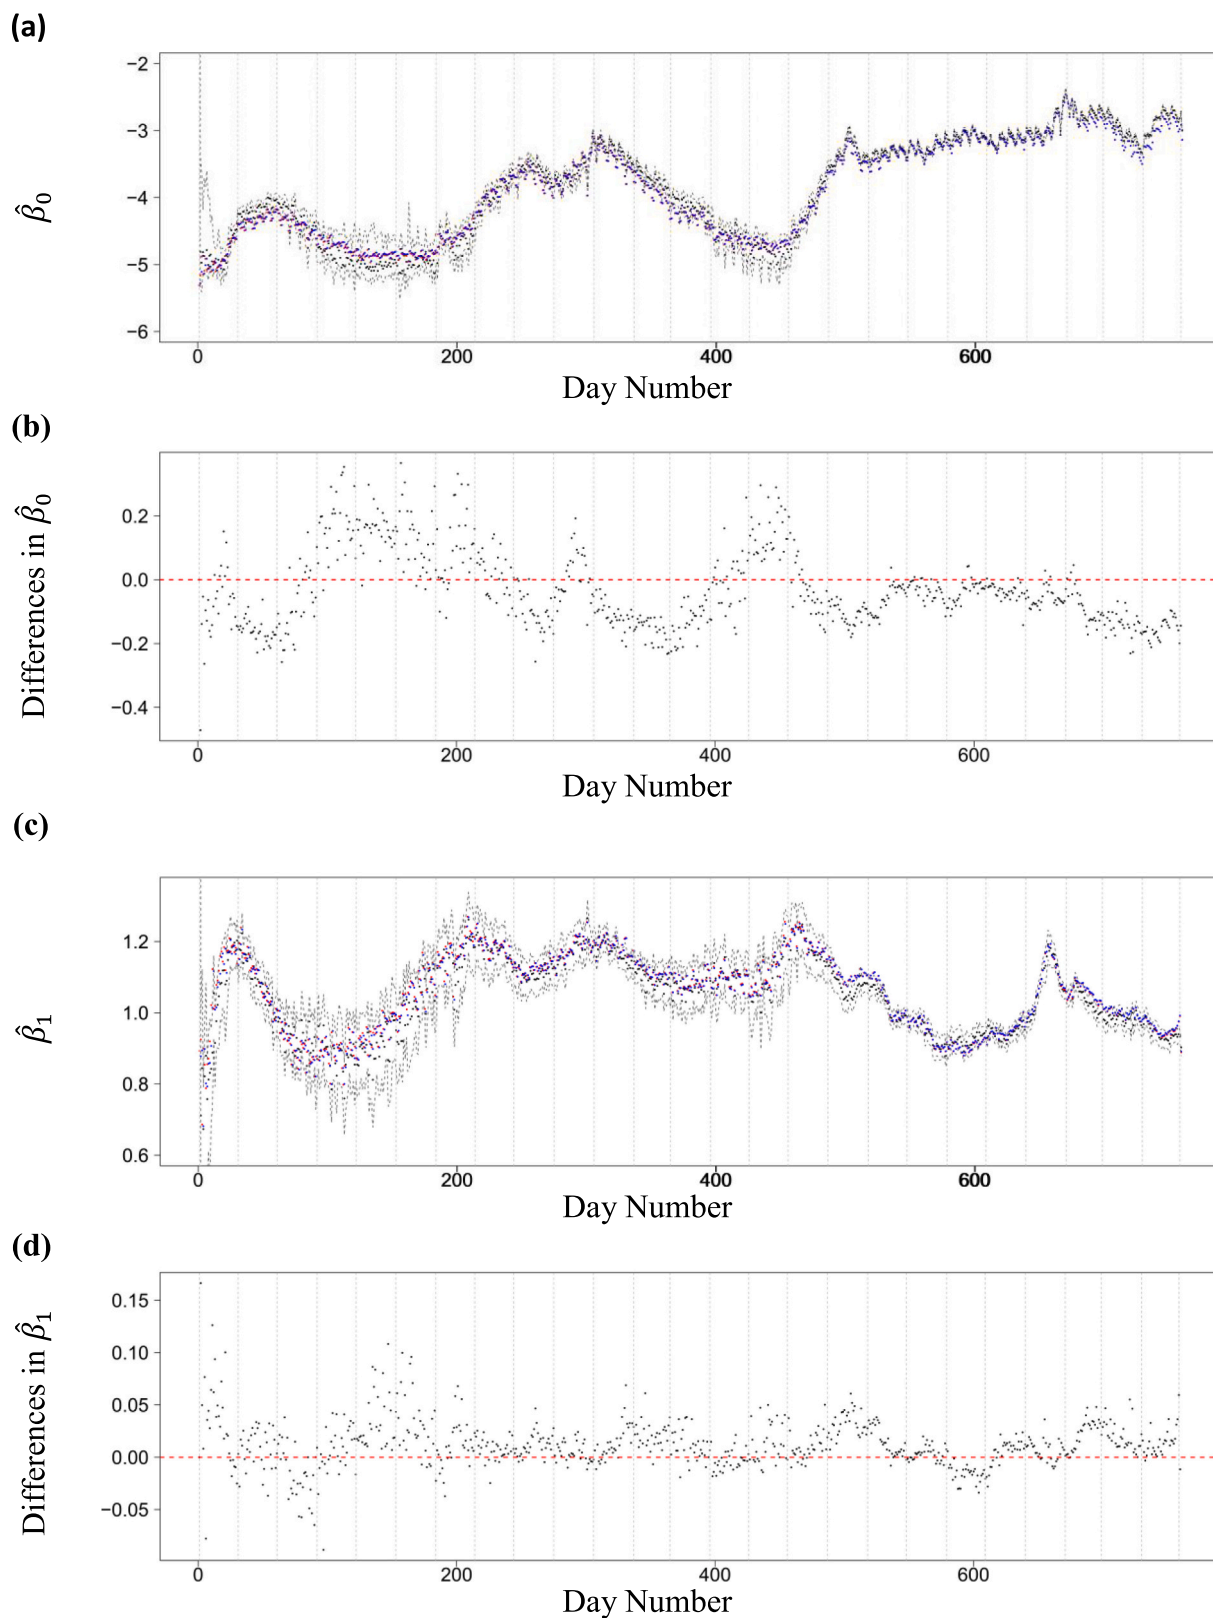 (a)
−2
−3
−4
−5
−6
β̂₀
0 200 400 600
Day Number
(b)
0.2
0.0
−0.2
−0.4
Differences in β̂₀
0 200 400 600
Day Number
(c)
1.2
1.0
0.8
0.6
β̂₁
0 200 400 600
Day Number
(d)
0.15
0.10
0.05
0.00
−0.05
Differences in β̂₁
0 200 400 600
Day Number